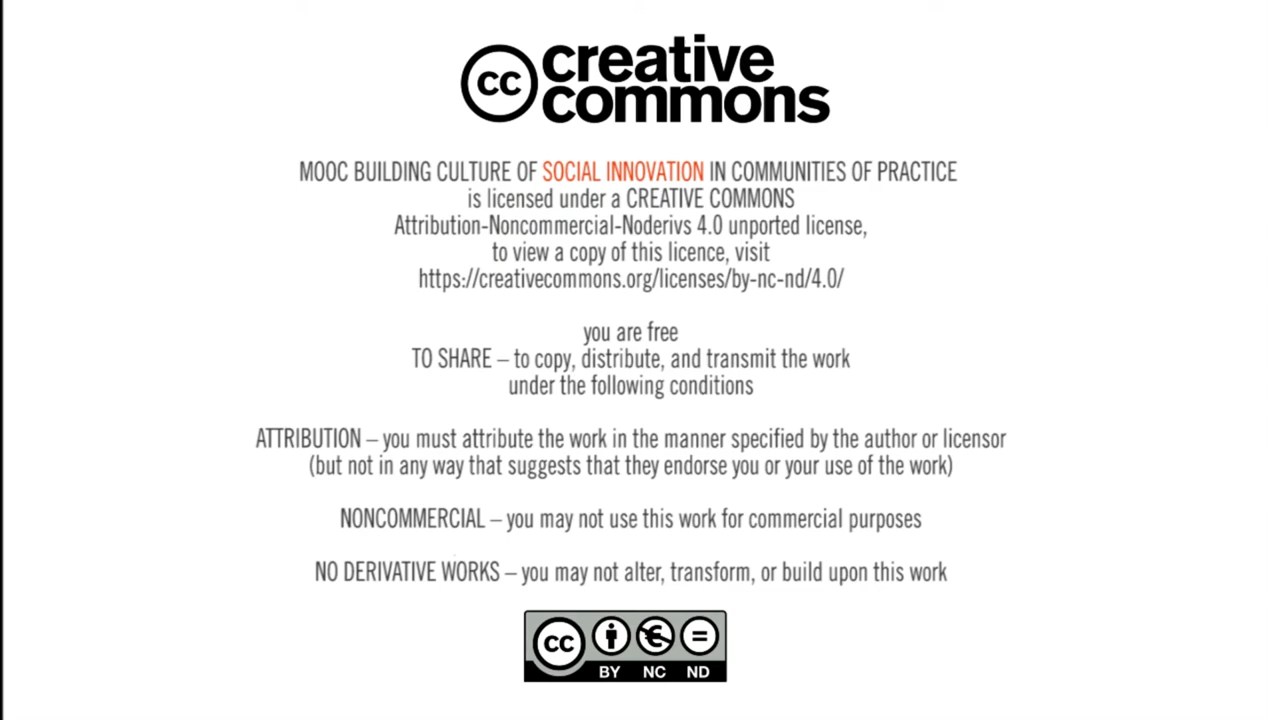 creative
commons
MOOC BUILDING CULTURE OF SOCIAL INNOVATION IN COMMUNITIES OF PRACTICE
is licensed under a CREATIVE COMMONS
Attribution-Noncommercial-Noderivs 4.0 unported license,
to view a copy of this licence, visit
https://creativecommons.org/licenses/by-nc-nd/4.0/
you are free
TO SHARE – to copy, distribute, and transmit the work
under the following conditions
ATTRIBUTION – you must attribute the work in the manner specified by the author or licensor
(but not in any way that suggests that they endorse you or your use of the work)
NONCOMMERCIAL – you may not use this work for commercial purposes
NO DERIVATIVE WORKS – you may not alter, transform, or build upon this work
BY NC ND